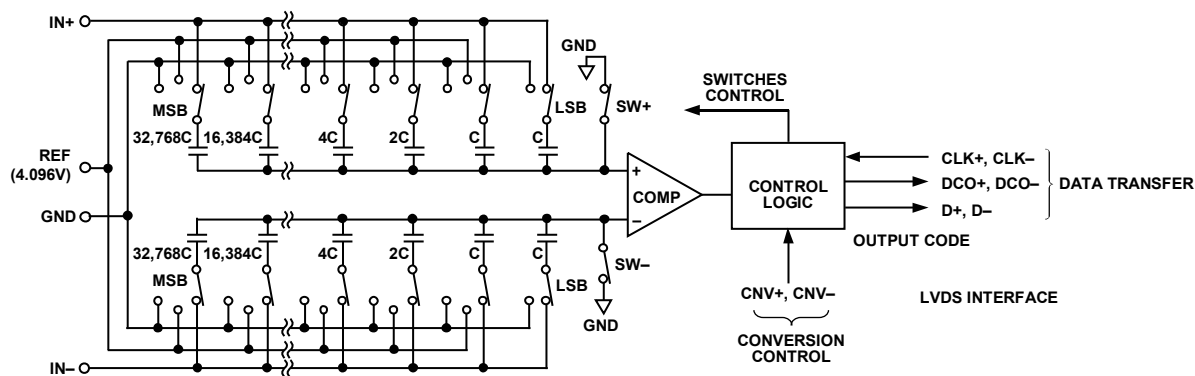 IN+
GND
SWITCHES
CONTROL
MSB
LSB
SW+
32,768C
16,384C
4C
2C
C
C
REF
(4.096V)
GND
+
COMP
–
CONTROL
LOGIC
CLK+, CLK–
DCO+, DCO–
D+, D–
DATA TRANSFER
OUTPUT CODE
32,768C
16,384C
4C
2C
C
C
MSB
LSB
SW–
GND
CNV+, CNV–
CONVERSION
CONTROL
LVDS INTERFACE
IN–